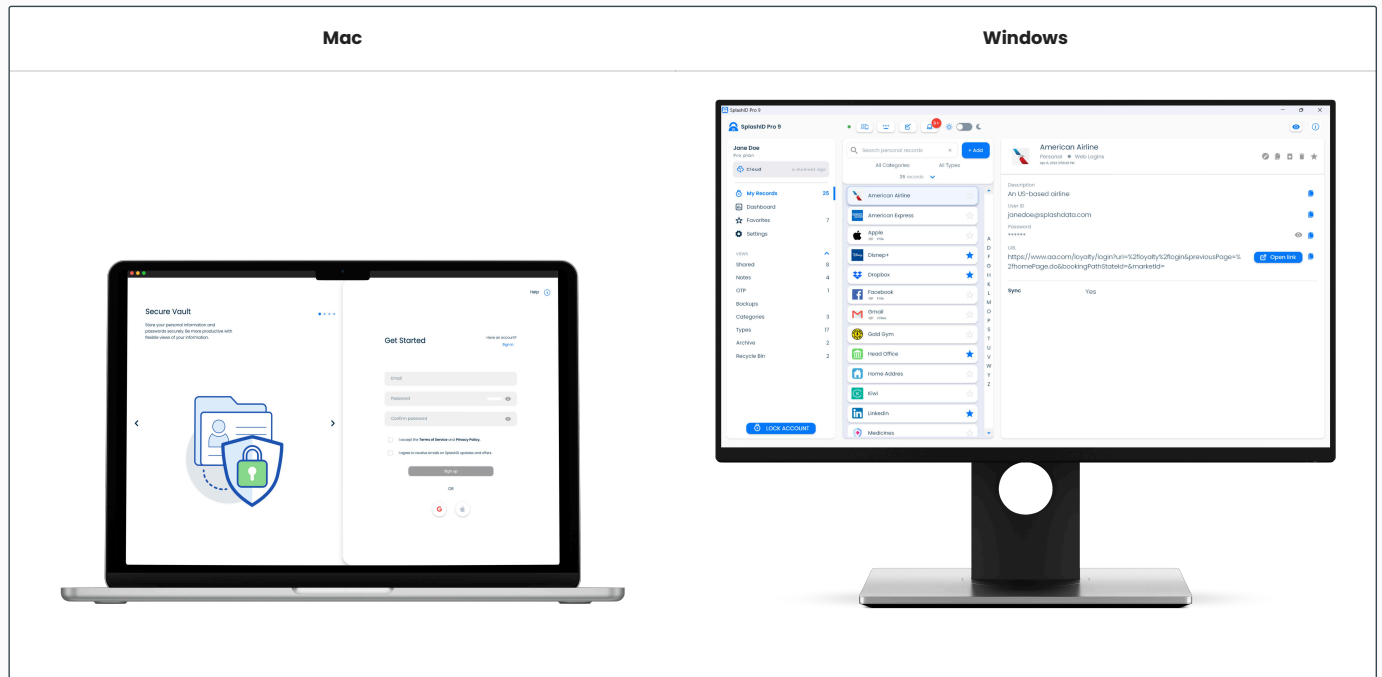 Mac
Windows
Help
Secure Vault
Store your personal information and
passwords securely. Be more productive with
flexible views of your information.
Get Started
Have an account?
Sign in
Email
Password
Confirm password
I accept the Terms of Service and Privacy Policy.
I agree to receive emails on SplashID updates and offers.
Sign up
OR
G
SplashID Pro 9
SplashID Pro 9
9+
Jane Doe
Pro plan
Cloud
a moment ago
My Records 25
Dashboard
Favorites 7
Settings
VIEWS
Shared 8
Notes 4
OTP 1
Backups
Categories 3
Types 17
Archive 2
Recycle Bin 2
LOCK ACCOUNT
Search personal records
+ Add
All Categories
All Types
26 records
American Airline
American Express
Apple
Disnep+
Dropbox
Facebook
Gmail
Gold Gym
Head Office
Home Addres
Kiwi
Linkedin
Medicines
A
D
F
G
H
K
L
M
O
P
S
T
U
V
W
Y
Z
American Airline
Personal Web Logins
Description
An US-based airline
User ID
janedoe@splashdata.com
Password
••••••
URL
https://www.aa.com/loyalty/login?uri=%2floyalty%2flogin&previousPage=%
2fhomePage.do&bookingPathStateId=&marketId=
Open link
Sync Yes